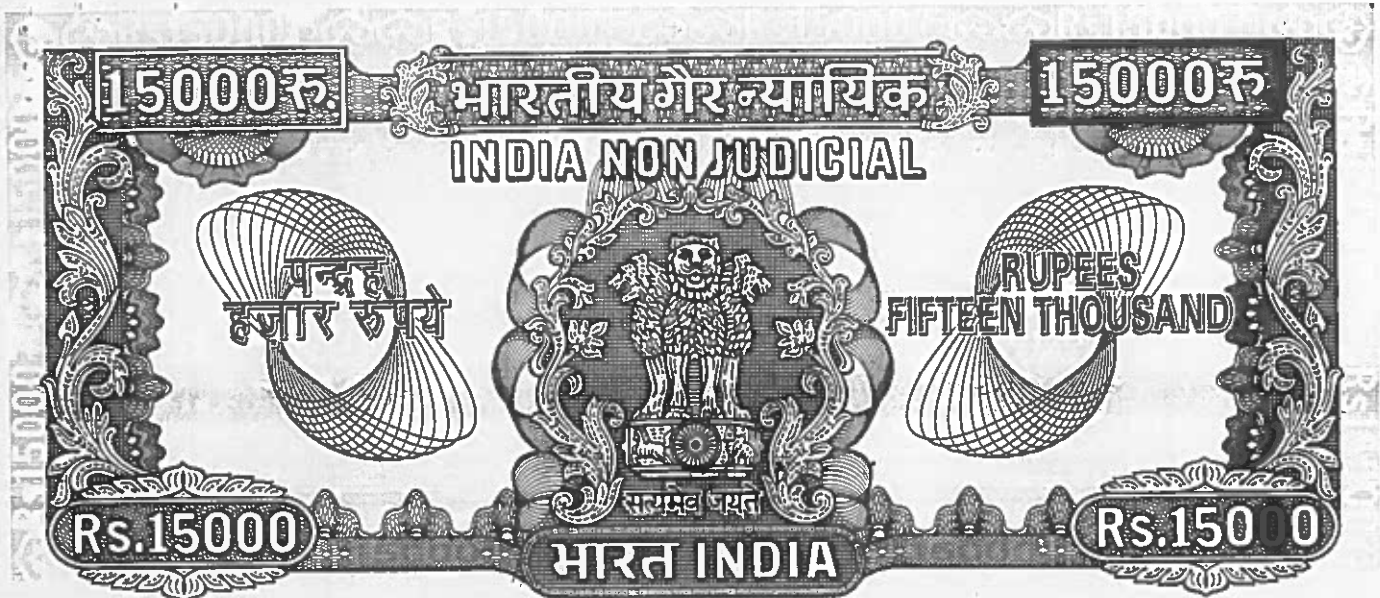 15000रु. भारतीय गैर न्यायिक 15000रु
INDIA NON JUDICIAL
पन्द्रह
हज़ार रुपये
RUPEES
FIFTEEN THOUSAND
सत्यमेव जयते
Rs.15000 भारत INDIA Rs.15000